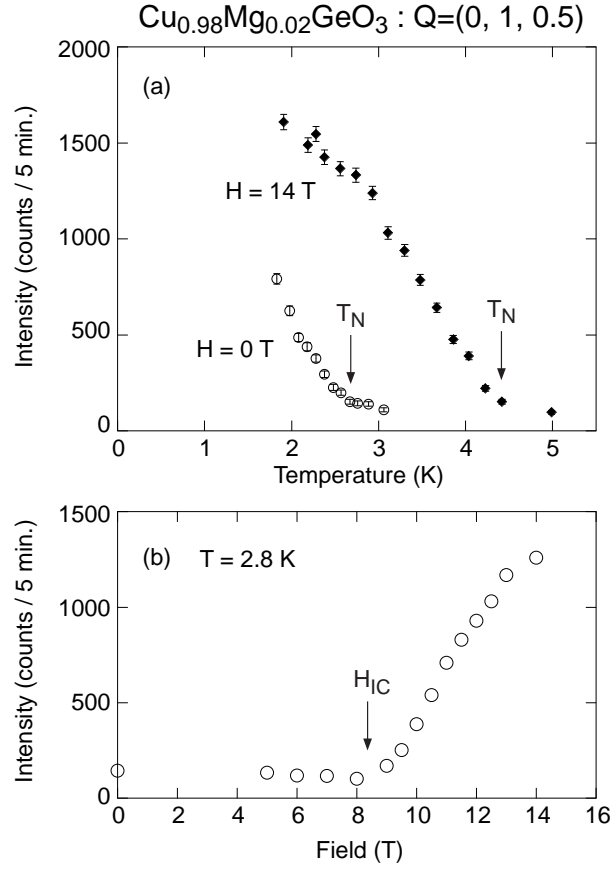 Cu0.98Mg0.02GeO3 : Q=(0, 1, 0.5)
2000
(a)
1500
H = 14 T
1000
Intensity (counts / 5 min.)
TN
TN
500
H = 0 T
0
0 1 2 3 4 5
Temperature (K)
1500
(b) T = 2.8 K
1000
Intensity (counts / 5 min.)
HIC
500
0
0 2 4 6 8 10 12 14 16
Field (T)